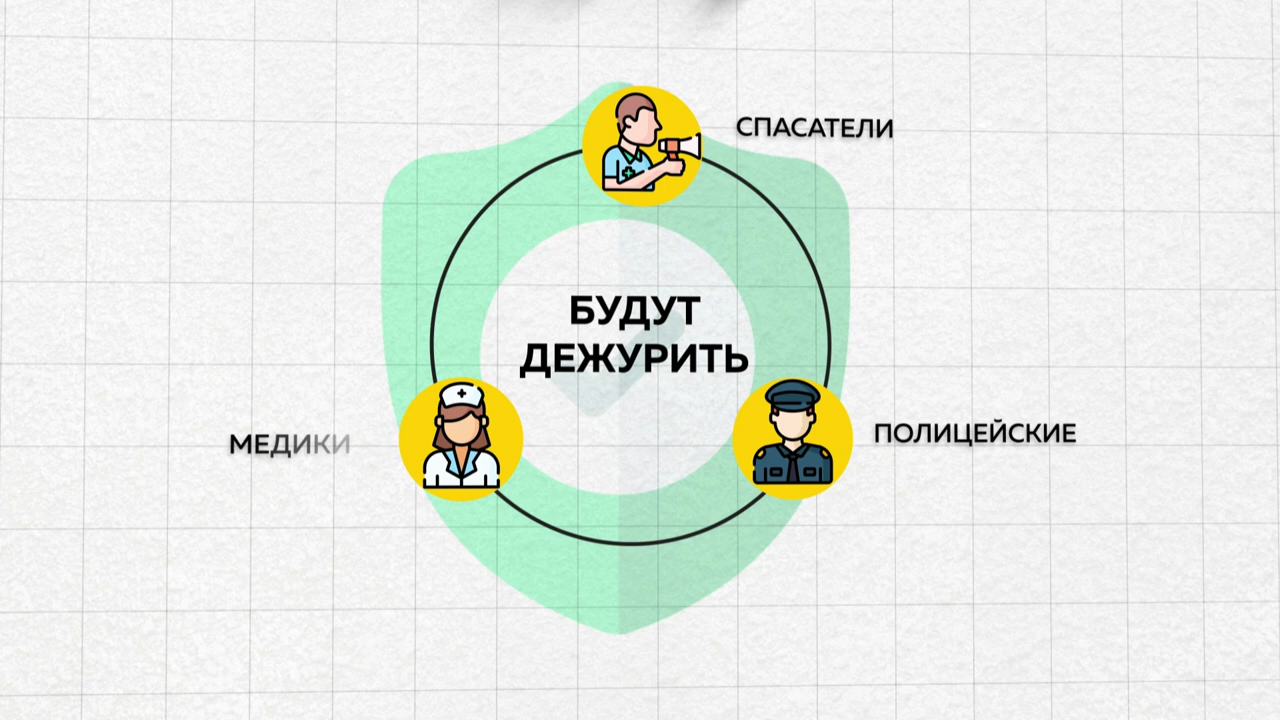 СПАСАТЕЛИ
БУДУТ
ДЕЖУРИТЬ
МЕДИКИ
ПОЛИЦЕЙСКИЕ